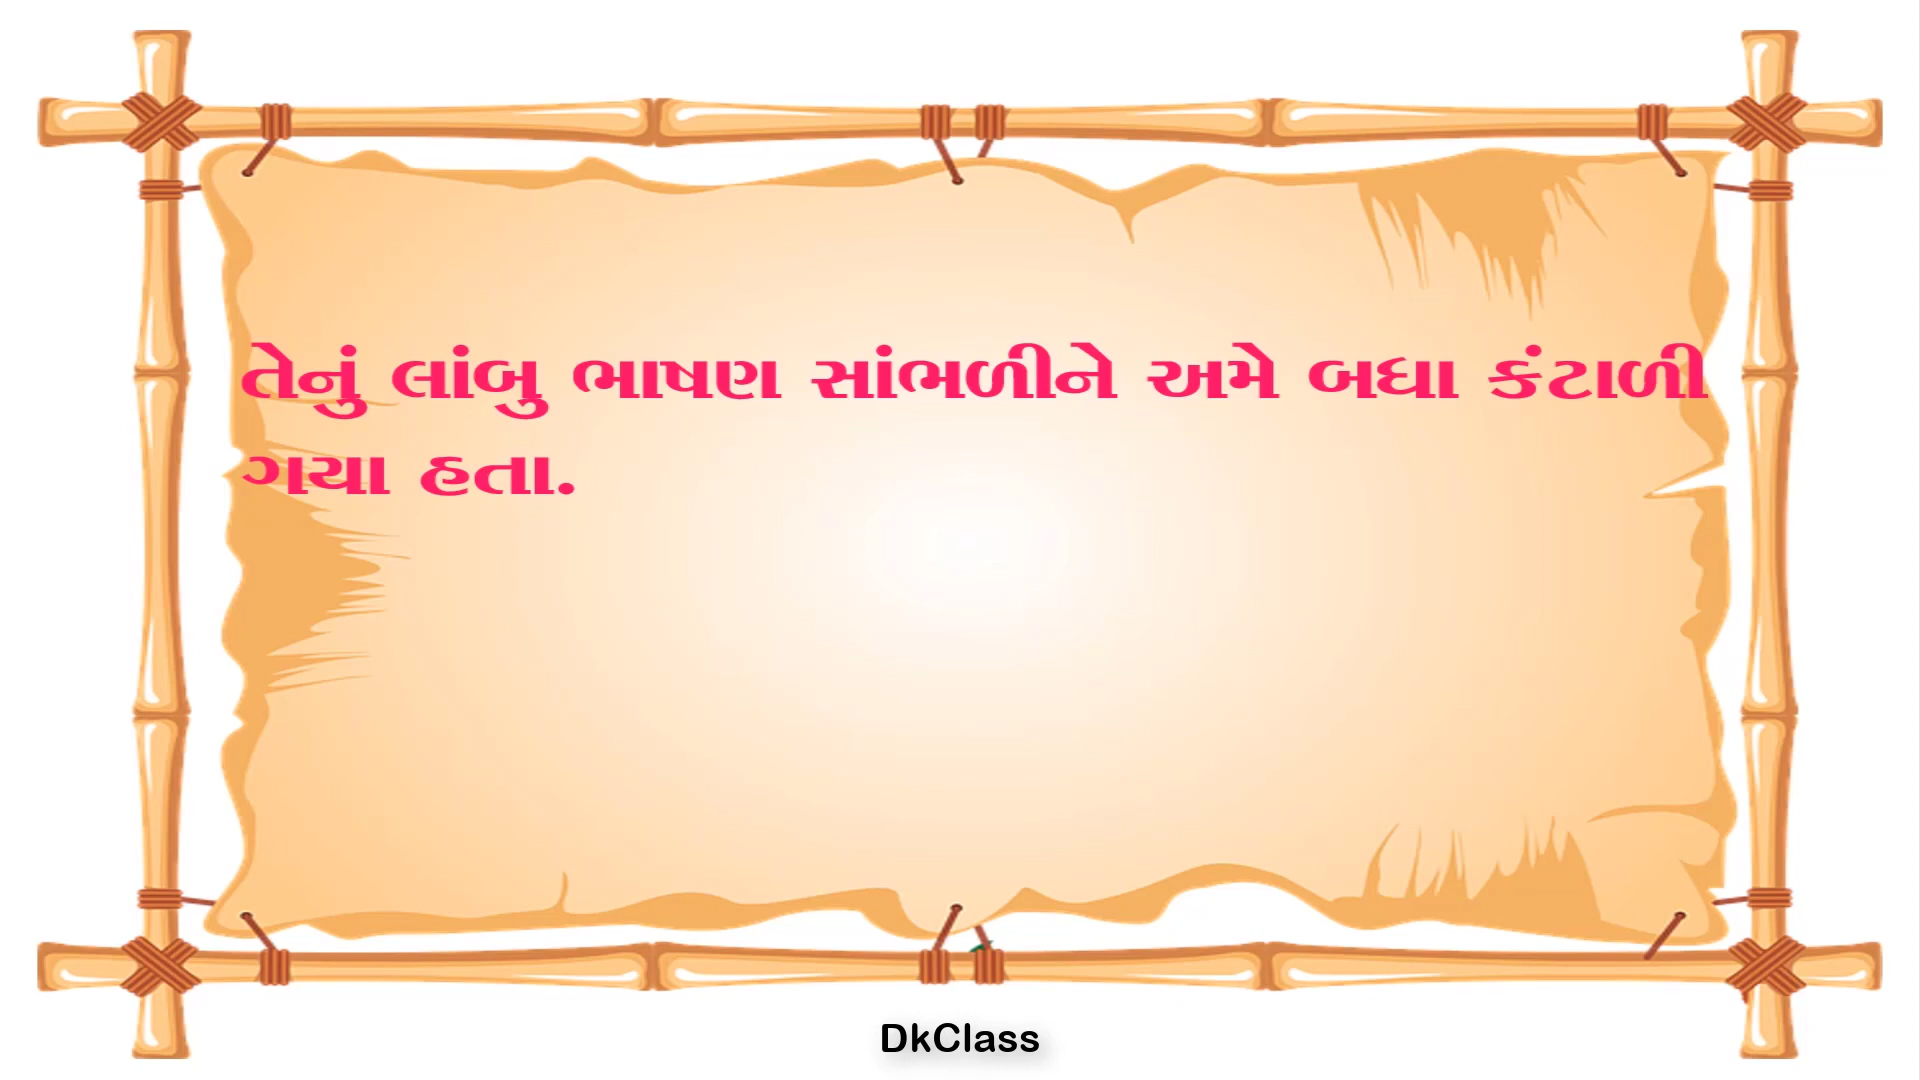 તેનું લાંબુ ભાષણ સાંભળીને અમે બધા કંટાળી
ગયા હતા.
DkClass